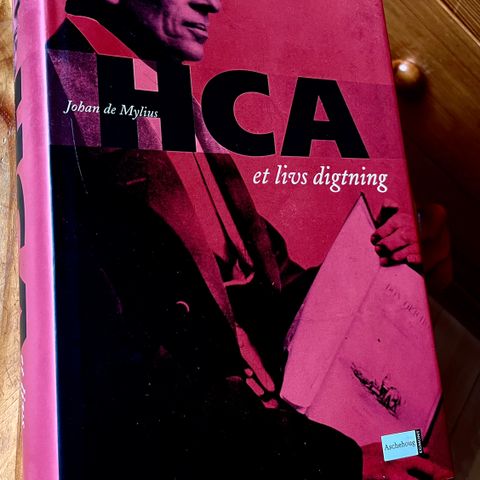 Johan de Mylius
HCA
et livs digtning
Aschehoug